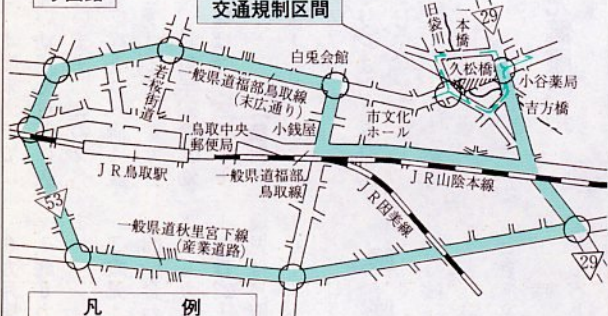 交通規制区間
29
一本橋
旧袋川
久松橋
小谷薬局
吉方橋
白兎会館
一般県道福部鳥取線
(末広通り)
若桜街道
市文化
ホール
鳥取中央
郵便局
小銭屋
JR鳥取駅
一般県道福部
鳥取線
JR山陰本線
JR因美線
53
一般県道秋里宮下線
(産業道路)
29
凡例